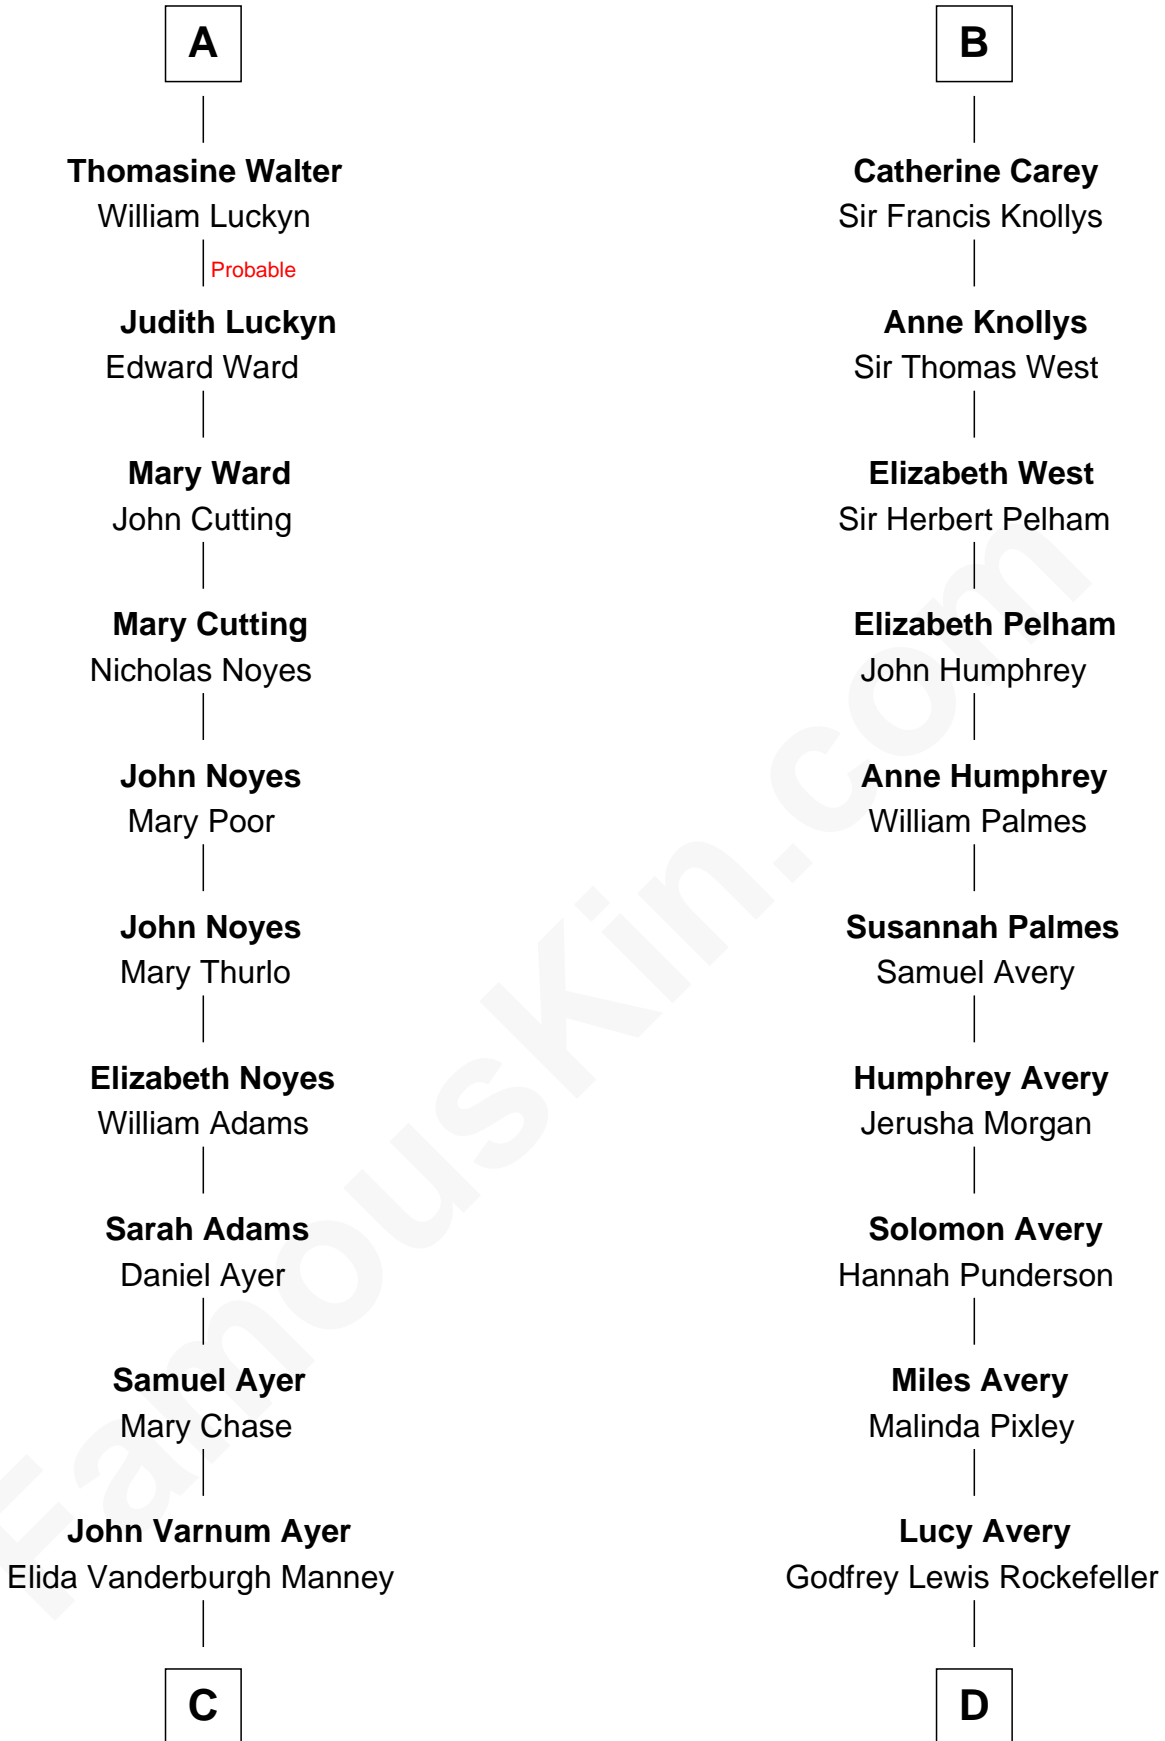 A
Thomasine Walter
William Luckyn
Probable
Judith Luckyn
Edward Ward
Mary Ward
John Cutting
Mary Cutting
Nicholas Noyes
John Noyes
Mary Poor
John Noyes
Mary Thurlo
Elizabeth Noyes
William Adams
Sarah Adams
Daniel Ayer
Samuel Ayer
Mary Chase
John Varnum Ayer
Elida Vanderburgh Manney
C
B
Catherine Carey
Sir Francis Knollys
Anne Knollys
Sir Thomas West
Elizabeth West
Sir Herbert Pelham
Elizabeth Pelham
John Humphrey
Anne Humphrey
William Palmes
Susannah Palmes
Samuel Avery
Humphrey Avery
Jerusha Morgan
Solomon Avery
Hannah Punderson
Miles Avery
Malinda Pixley
Lucy Avery
Godfrey Lewis Rockefeller
D
FamousKin.com